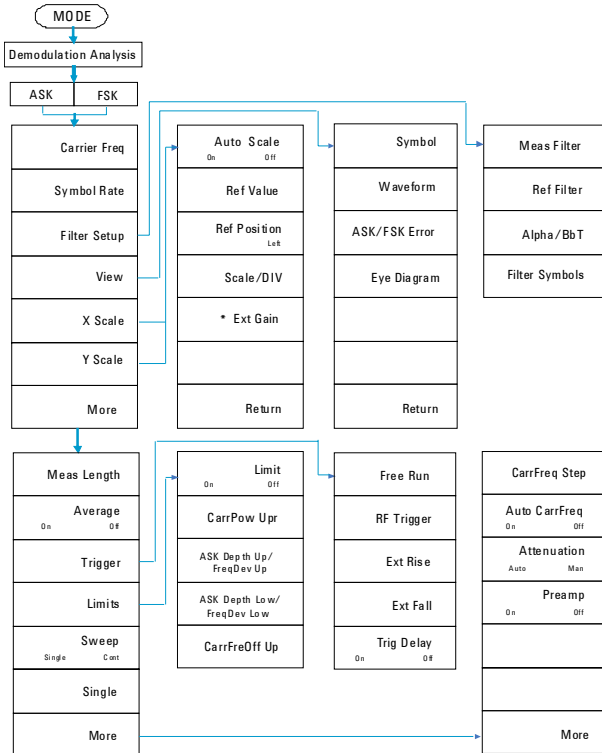 MODE
Demodulation Analysis
ASK
FSK
Carrier Freq
Symbol Rate
Filter Setup
View
X Scale
Y Scale
More
Auto Scale
On Off
Ref Value
Ref Position
Left
Scale/DIV
* Ext Gain
Return
Symbol
Waveform
ASK/FSK Error
Eye Diagram
Return
Meas Filter
Ref Filter
Alpha/BbT
Filter Symbols
Meas Length
Average
On Off
Trigger
Limits
Sweep
Single Cont
Single
More
Limit
On Off
CarrPow Upr
ASK Depth Up/
FreqDev Up
ASK Depth Low/
FreqDev Low
CarrFreOff Up
Free Run
RF Trigger
Ext Rise
Ext Fall
Trig Delay
On Off
CarrFreq Step
Auto CarrFreq
On Off
Attenuation
Auto Man
Preamp
On Off
More